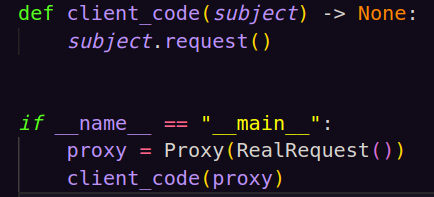 def client_code(subject) -> None:
    subject.request()
if __name__ == "__main__":
    proxy = Proxy(RealRequest())
    client_code(proxy)